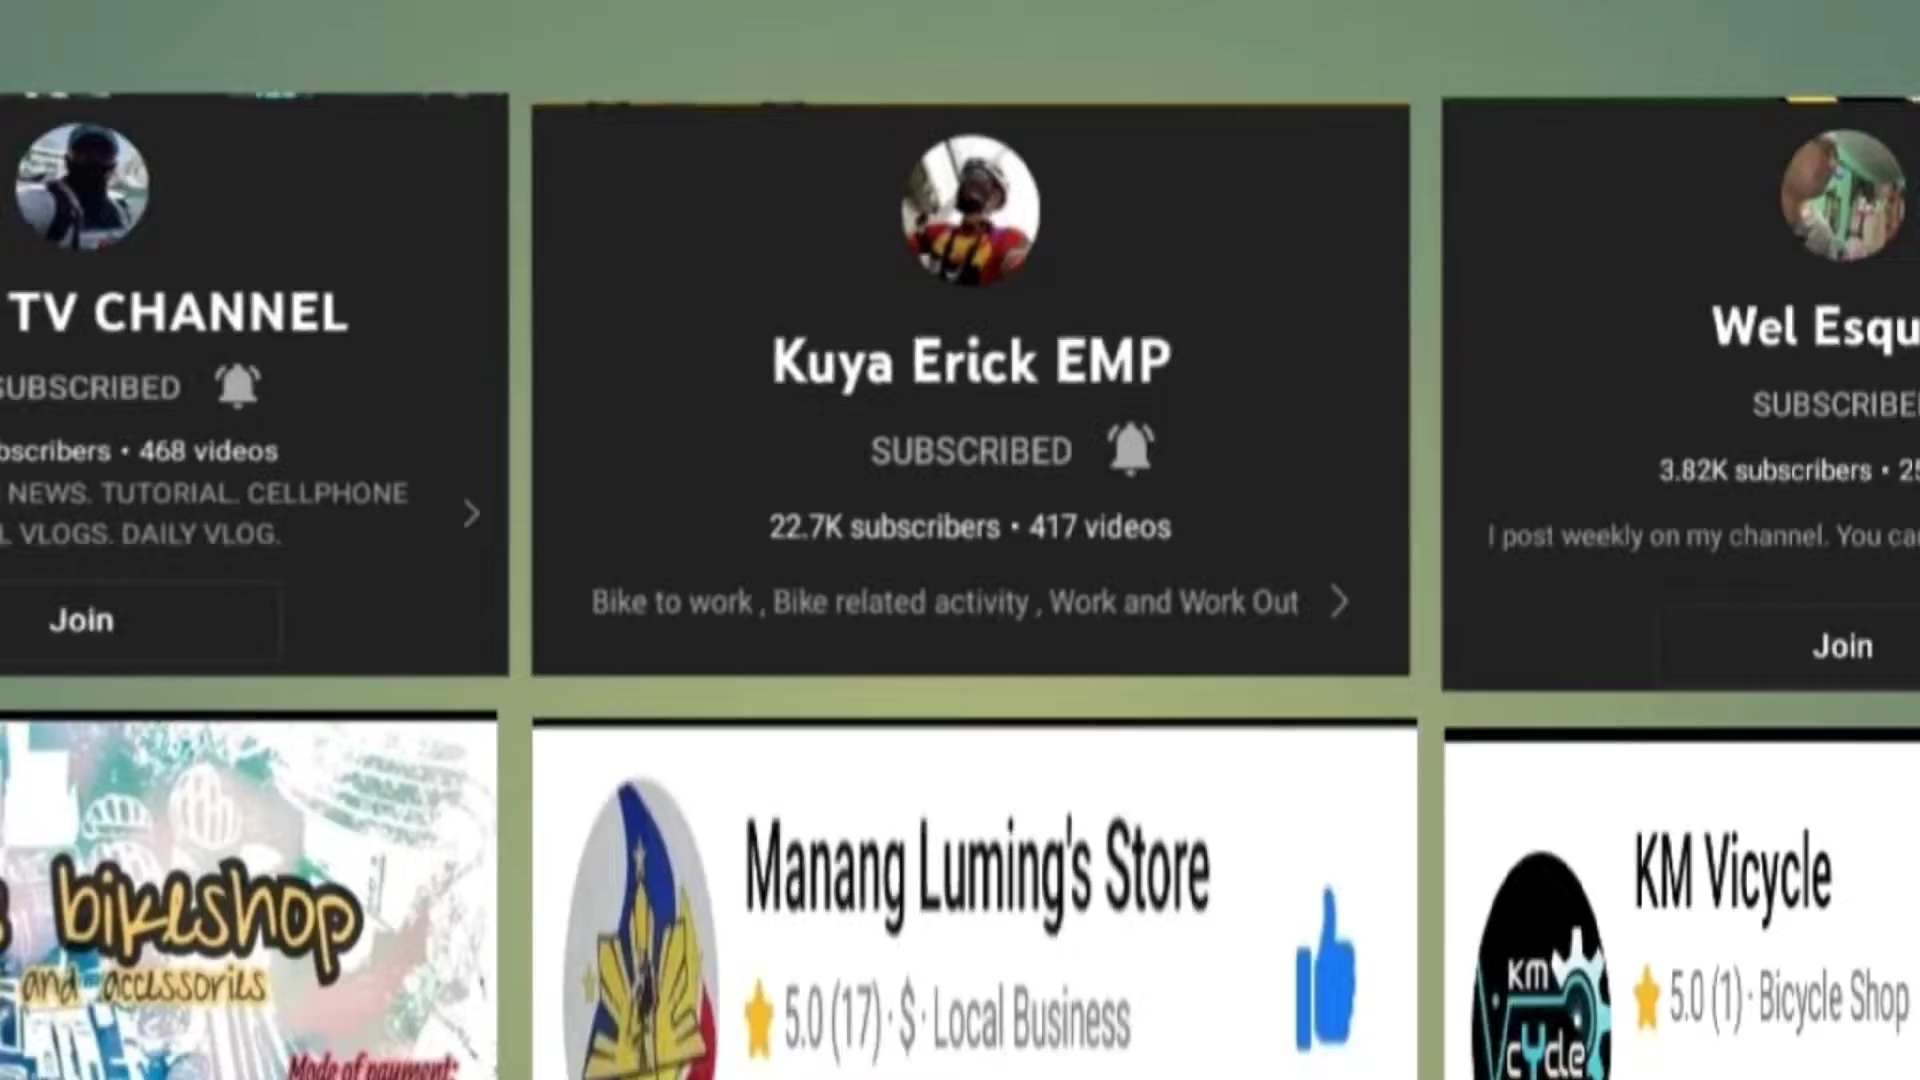 TV CHANNEL
SUBSCRIBED
bscribers • 468 videos
NEWS. TUTORIAL. CELLPHONE
L VLOGS. DAILY VLOG.
Join
Kuya Erick EMP
SUBSCRIBED
22.7K subscribers • 417 videos
Bike to work , Bike related activity , Work and Work Out
Wel Esqu
SUBSCRIBE
3.82K subscribers • 25
I post weekly on my channel. You ca
Join
bikeshop
and accessories
Mode of payment:
Manang Luming's Store
5.0 (17) · $ · Local Business
KM Vicycle
5.0 (1) · Bicycle Shop
KM
cYcle